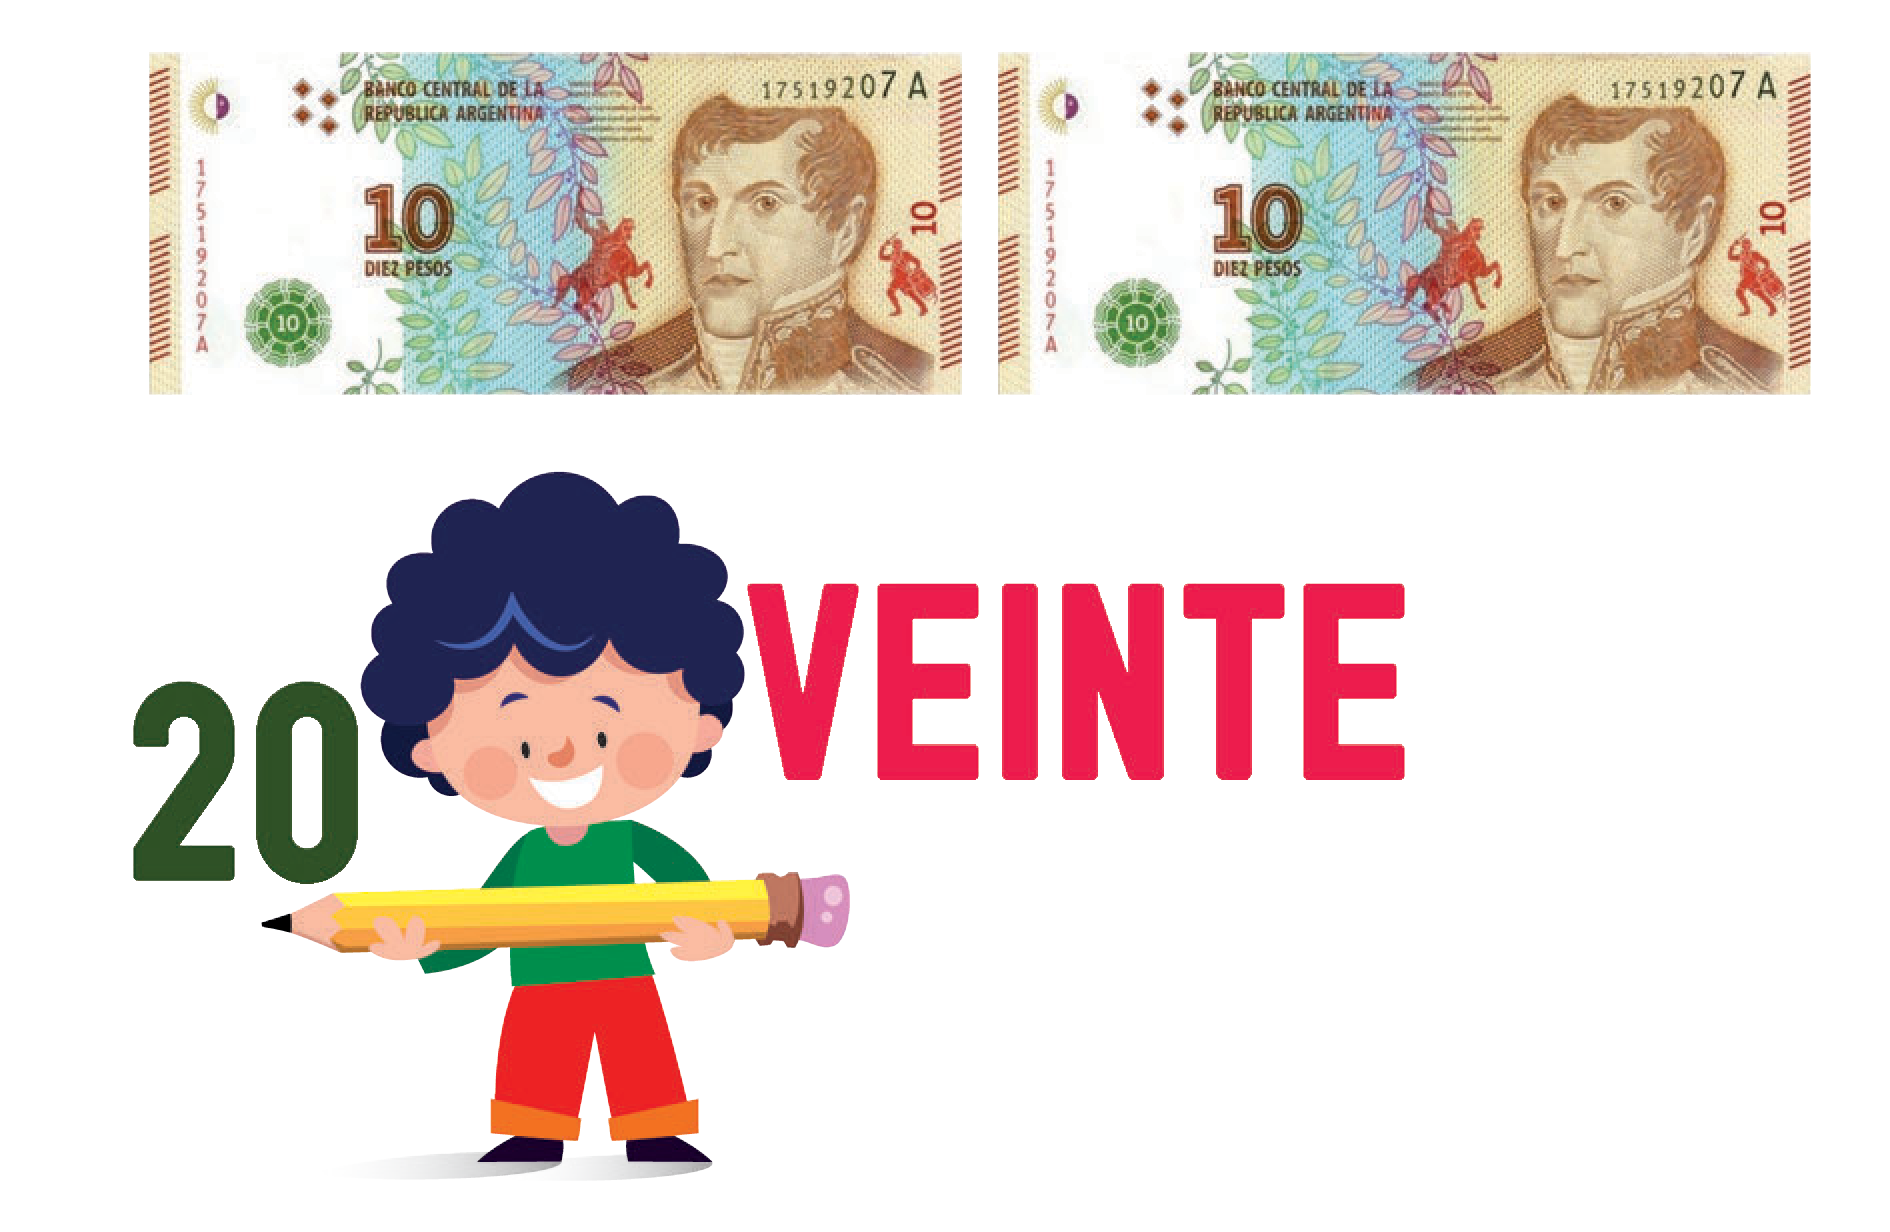 BANCO CENTRAL DE LA
REPUBLICA ARGENTINA
17519207 A
17519207A
10
DIEZ PESOS
10
10
BANCO CENTRAL DE LA
REPUBLICA ARGENTINA
17519207 A
17519207A
10
DIEZ PESOS
10
10
20
VEINTE